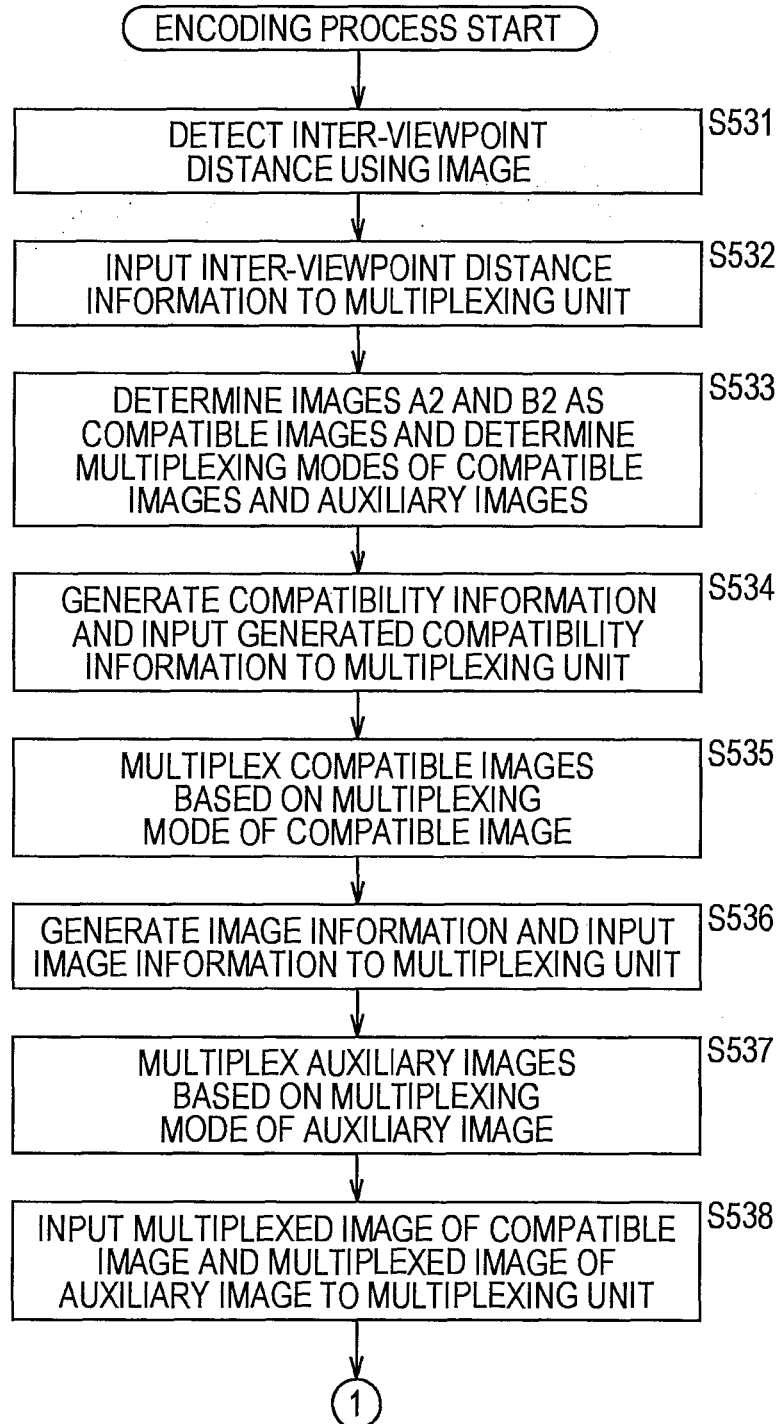 ENCODING PROCESS START
DETECT INTER-VIEWPOINT
DISTANCE USING IMAGE
S531
INPUT INTER-VIEWPOINT DISTANCE
INFORMATION TO MULTIPLEXING UNIT
S532
DETERMINE IMAGES A2 AND B2 AS
COMPATIBLE IMAGES AND DETERMINE
MULTIPLEXING MODES OF COMPATIBLE
IMAGES AND AUXILIARY IMAGES
S533
GENERATE COMPATIBILITY INFORMATION
AND INPUT GENERATED COMPATIBILITY
INFORMATION TO MULTIPLEXING UNIT
S534
MULTIPLEX COMPATIBLE IMAGES
BASED ON MULTIPLEXING
MODE OF COMPATIBLE IMAGE
S535
GENERATE IMAGE INFORMATION AND INPUT
IMAGE INFORMATION TO MULTIPLEXING UNIT
S536
MULTIPLEX AUXILIARY IMAGES
BASED ON MULTIPLEXING
MODE OF AUXILIARY IMAGE
S537
INPUT MULTIPLEXED IMAGE OF COMPATIBLE
IMAGE AND MULTIPLEXED IMAGE OF
AUXILIARY IMAGE TO MULTIPLEXING UNIT
S538
1